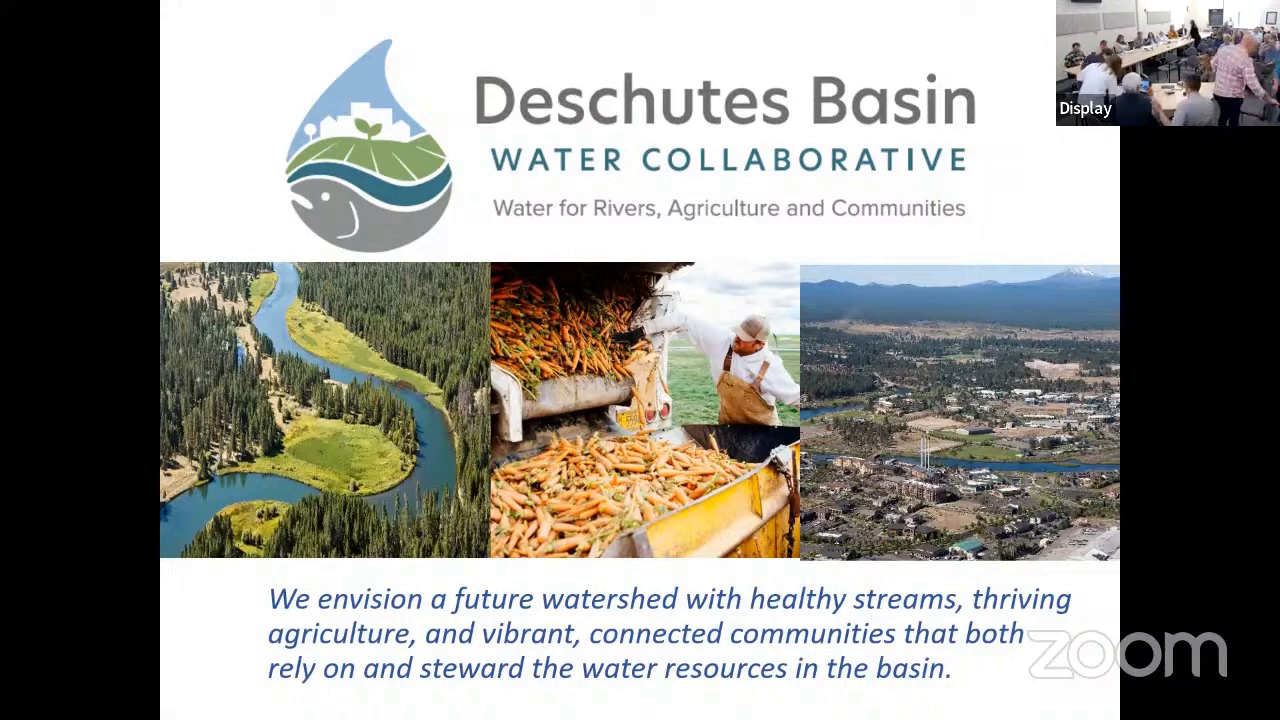 Deschutes Basin
WATER COLLABORATIVE
Water for Rivers, Agriculture and Communities
Display
We envision a future watershed with healthy streams, thriving
agriculture, and vibrant, connected communities that both
rely on and steward the water resources in the basin.
zoom